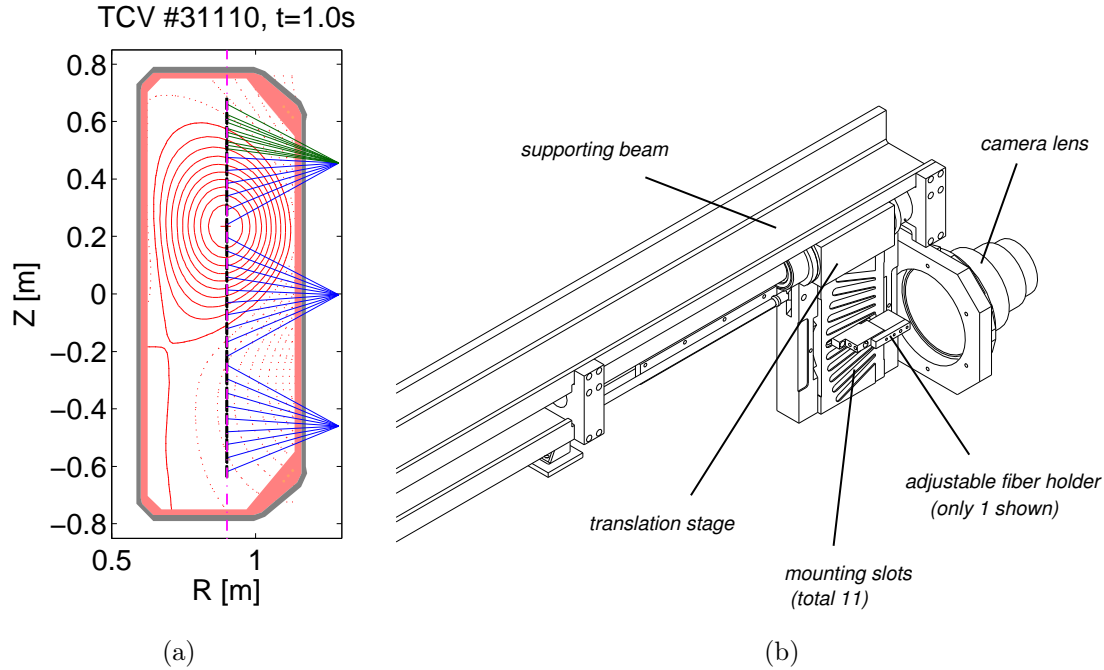 TCV #31110, t=1.0s
0.8
0.6
0.4
0.2
0
−0.2
−0.4
−0.6
−0.8
Z [m]
0.5
1
R [m]
(a)
supporting beam
camera lens
translation stage
adjustable fiber holder
(only 1 shown)
mounting slots
(total 11)
(b)